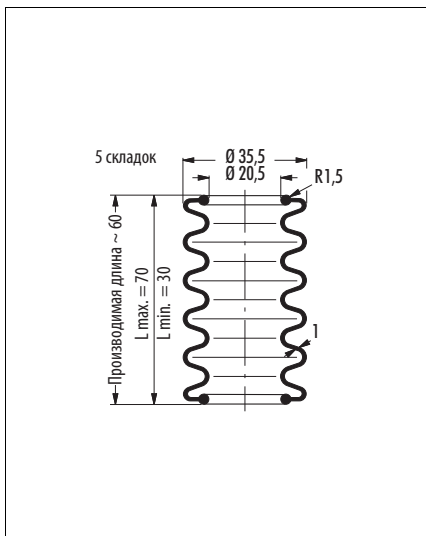 5 складок
Ø 35,5
Ø 20,5
R1,5
Производимая длина ~ 60
L max. = 70
L min. = 30
1